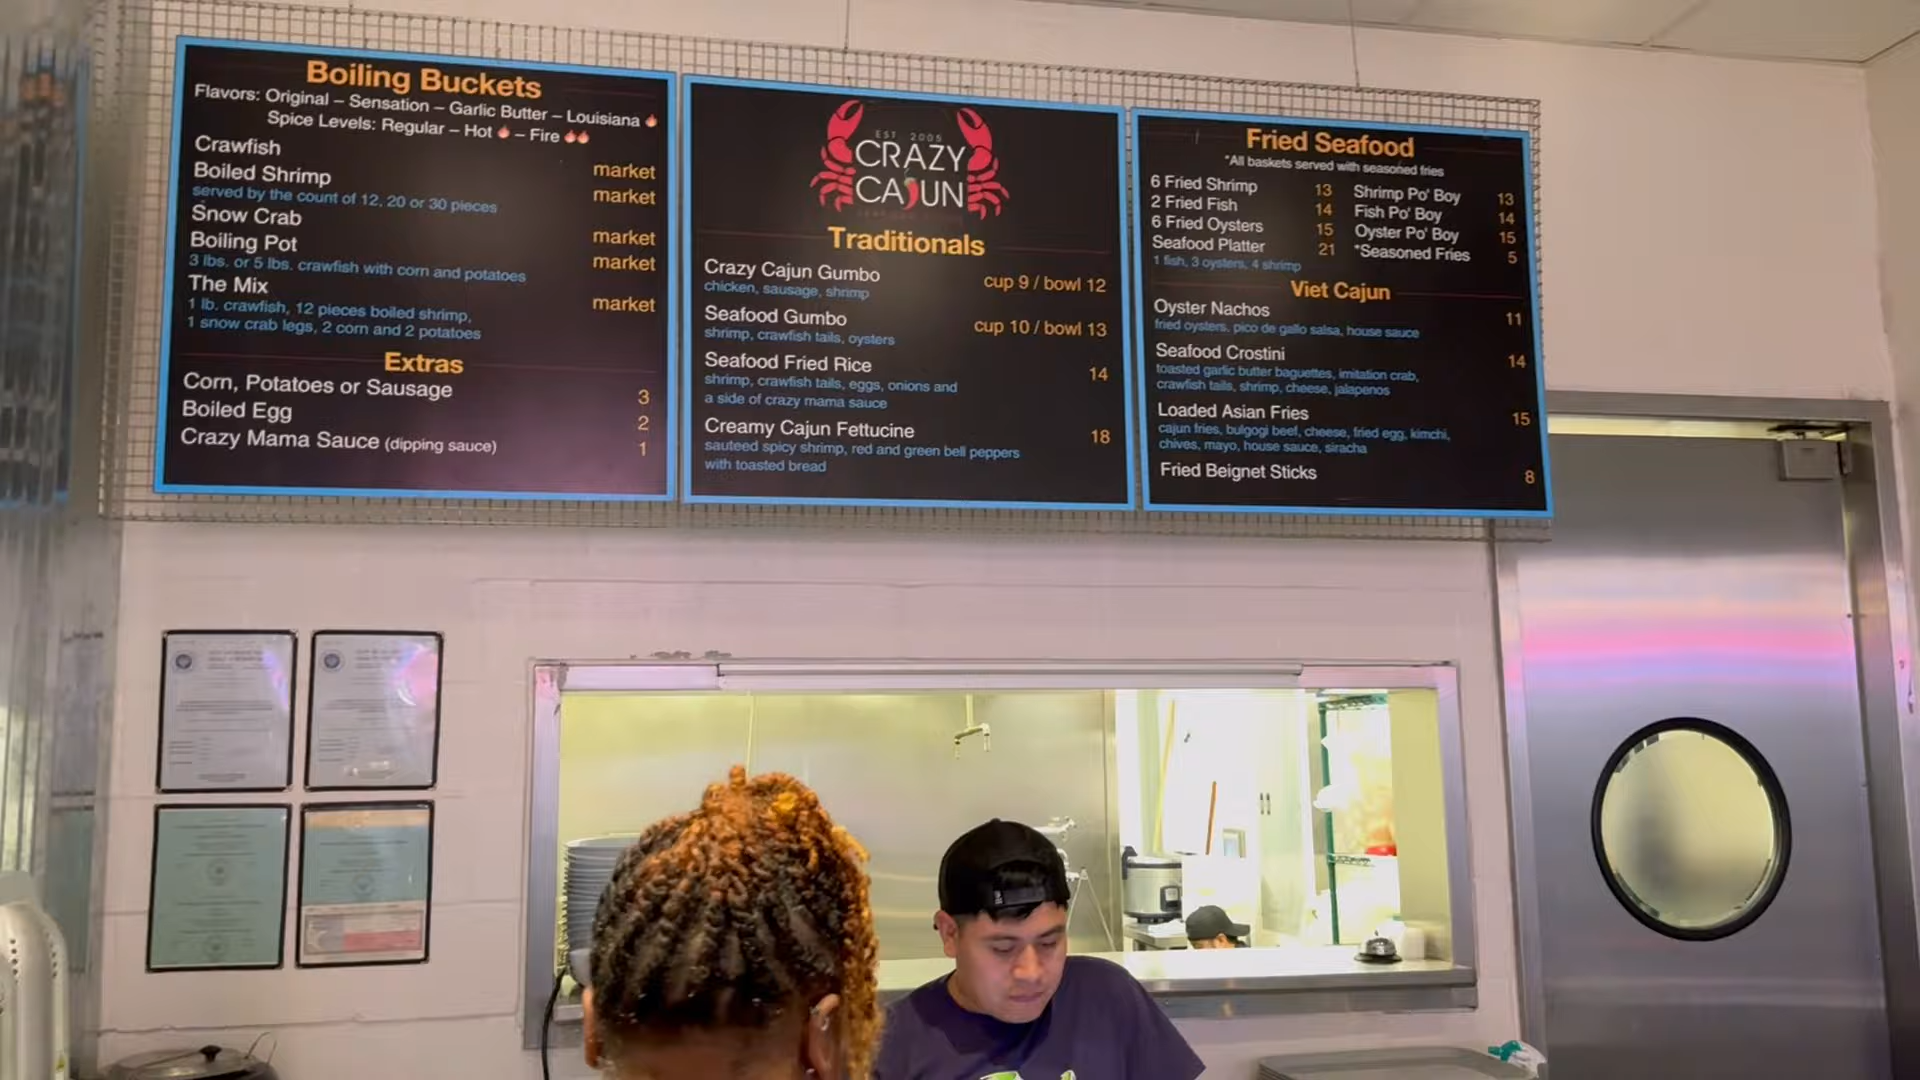 Boiling Buckets
Flavors: Original – Sensation – Garlic Butter – Louisiana
Spice Levels: Regular – Hot – Fire
Crawfish market
Boiled Shrimp market
served by the count of 12, 20 or 30 pieces
Snow Crab market
Boiling Pot market
3 lbs. or 5 lbs. crawfish with corn and potatoes
The Mix market
1 lb. crawfish, 12 pieces boiled shrimp,
1 snow crab legs, 2 corn and 2 potatoes
Extras
Corn, Potatoes or Sausage 3
Boiled Egg 2
Crazy Mama Sauce (dipping sauce) 1
EST. 2005
CRAZY
CAJUN
Traditionals
Crazy Cajun Gumbo cup 9 / bowl 12
chicken, sausage, shrimp
Seafood Gumbo cup 10 / bowl 13
shrimp, crawfish tails, oysters
Seafood Fried Rice 14
shrimp, crawfish tails, eggs, onions and
a side of crazy mama sauce
Creamy Cajun Fettucine 18
sauteed spicy shrimp, red and green bell peppers
with toasted bread
Fried Seafood
*All baskets served with seasoned fries
6 Fried Shrimp 13 Shrimp Po' Boy 13
2 Fried Fish 14 Fish Po' Boy 14
6 Fried Oysters 15 Oyster Po' Boy 15
Seafood Platter 21 *Seasoned Fries 5
1 fish, 3 oysters, 4 shrimp
Viet Cajun
Oyster Nachos 11
fried oysters, pico de gallo salsa, house sauce
Seafood Crostini 14
toasted garlic butter baguettes, imitation crab,
crawfish tails, shrimp, cheese, jalapenos
Loaded Asian Fries 15
cajun fries, bulgogi beef, cheese, fried egg, kimchi,
chives, mayo, house sauce, siracha
Fried Beignet Sticks 8